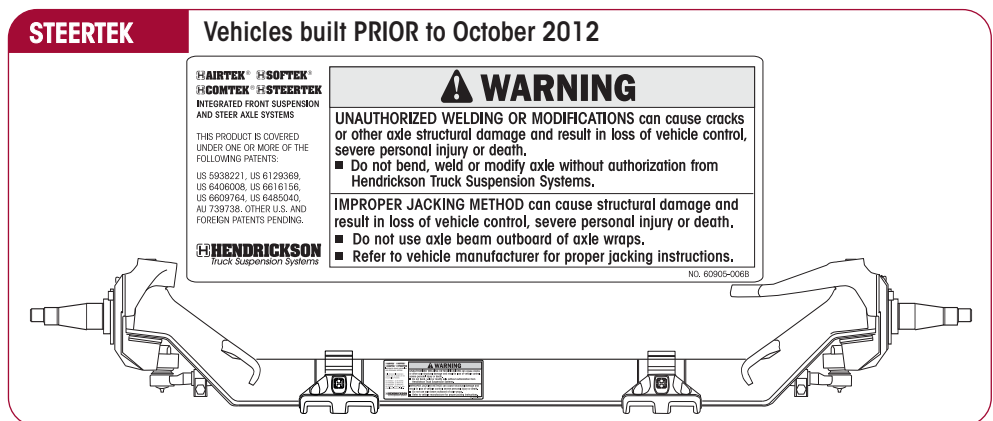 STEERTEK
Vehicles built PRIOR to October 2012
AIRTEK® SOFTEK®
COMTEK® STEERTEK
INTEGRATED FRONT SUSPENSION
AND STEER AXLE SYSTEMS
THIS PRODUCT IS COVERED
UNDER ONE OR MORE OF THE
FOLLOWING PATENTS:
US 5938221, US 6129369,
US 6406008, US 6616156,
US 6609764, US 6485040,
AU 739738. OTHER U.S. AND
FOREIGN PATENTS PENDING.
HENDRICKSON
Truck Suspension Systems
WARNING
UNAUTHORIZED WELDING OR MODIFICATIONS can cause cracks
or other axle structural damage and result in loss of vehicle control,
severe personal injury or death.
■ Do not bend, weld or modify axle without authorization from
Hendrickson Truck Suspension Systems.
IMPROPER JACKING METHOD can cause structural damage and
result in loss of vehicle control, severe personal injury or death.
■ Do not use axle beam outboard of axle wraps.
■ Refer to vehicle manufacturer for proper jacking instructions.
NO. 60905-006B
WARNING